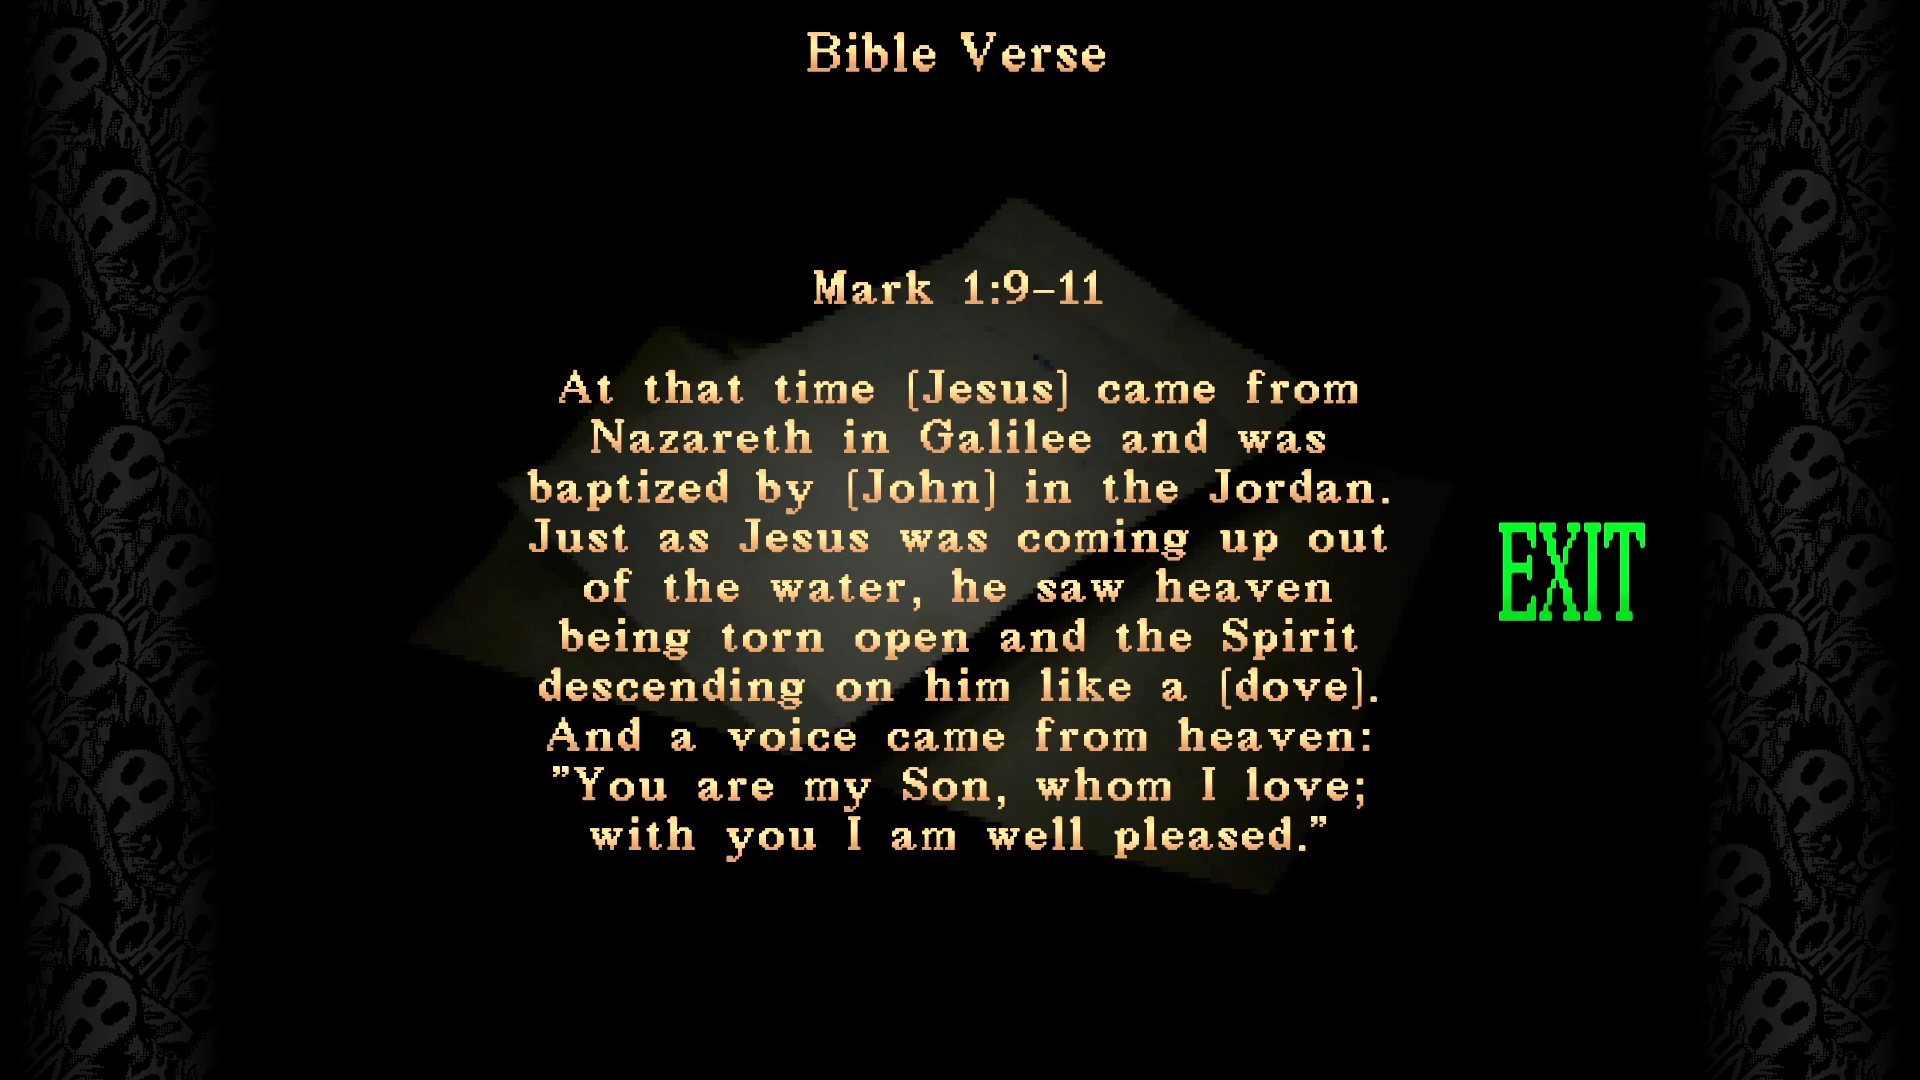 Bible Verse
Mark 1:9-11
At that time [Jesus] came from
Nazareth in Galilee and was
baptized by [John] in the Jordan.
Just as Jesus was coming up out
of the water, he saw heaven
being torn open and the Spirit
descending on him like a [dove].
And a voice came from heaven:
"You are my Son, whom I love;
with you I am well pleased."
EXIT